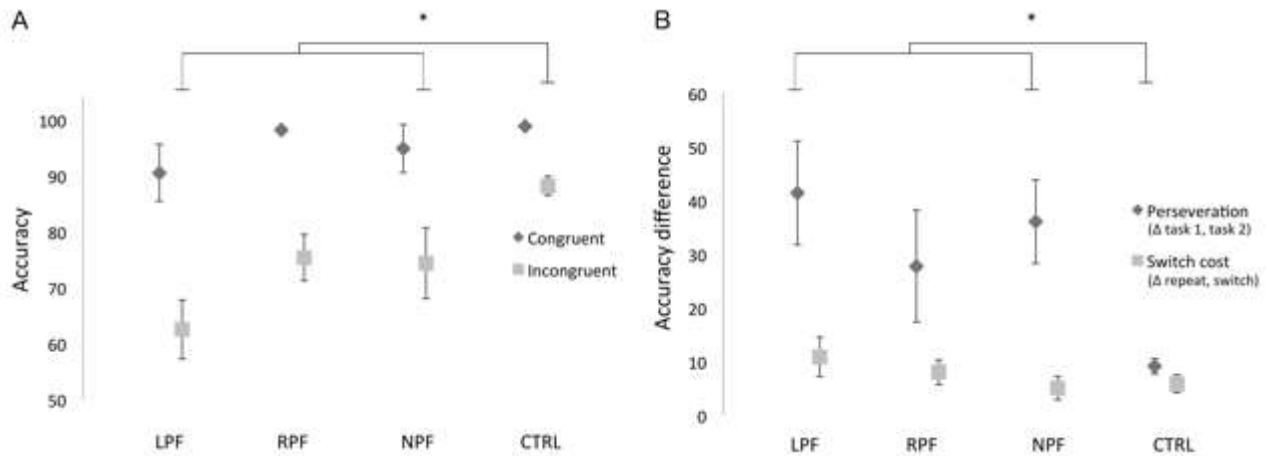 A
*
Accuracy
100
90
80
70
60
50
Congruent
Incongruent
LPF RPF NPF CTRL
B
*
Accuracy difference
60
50
40
30
20
10
0
Perseveration
(Δ task 1, task 2)
Switch cost
(Δ repeat, switch)
LPF RPF NPF CTRL